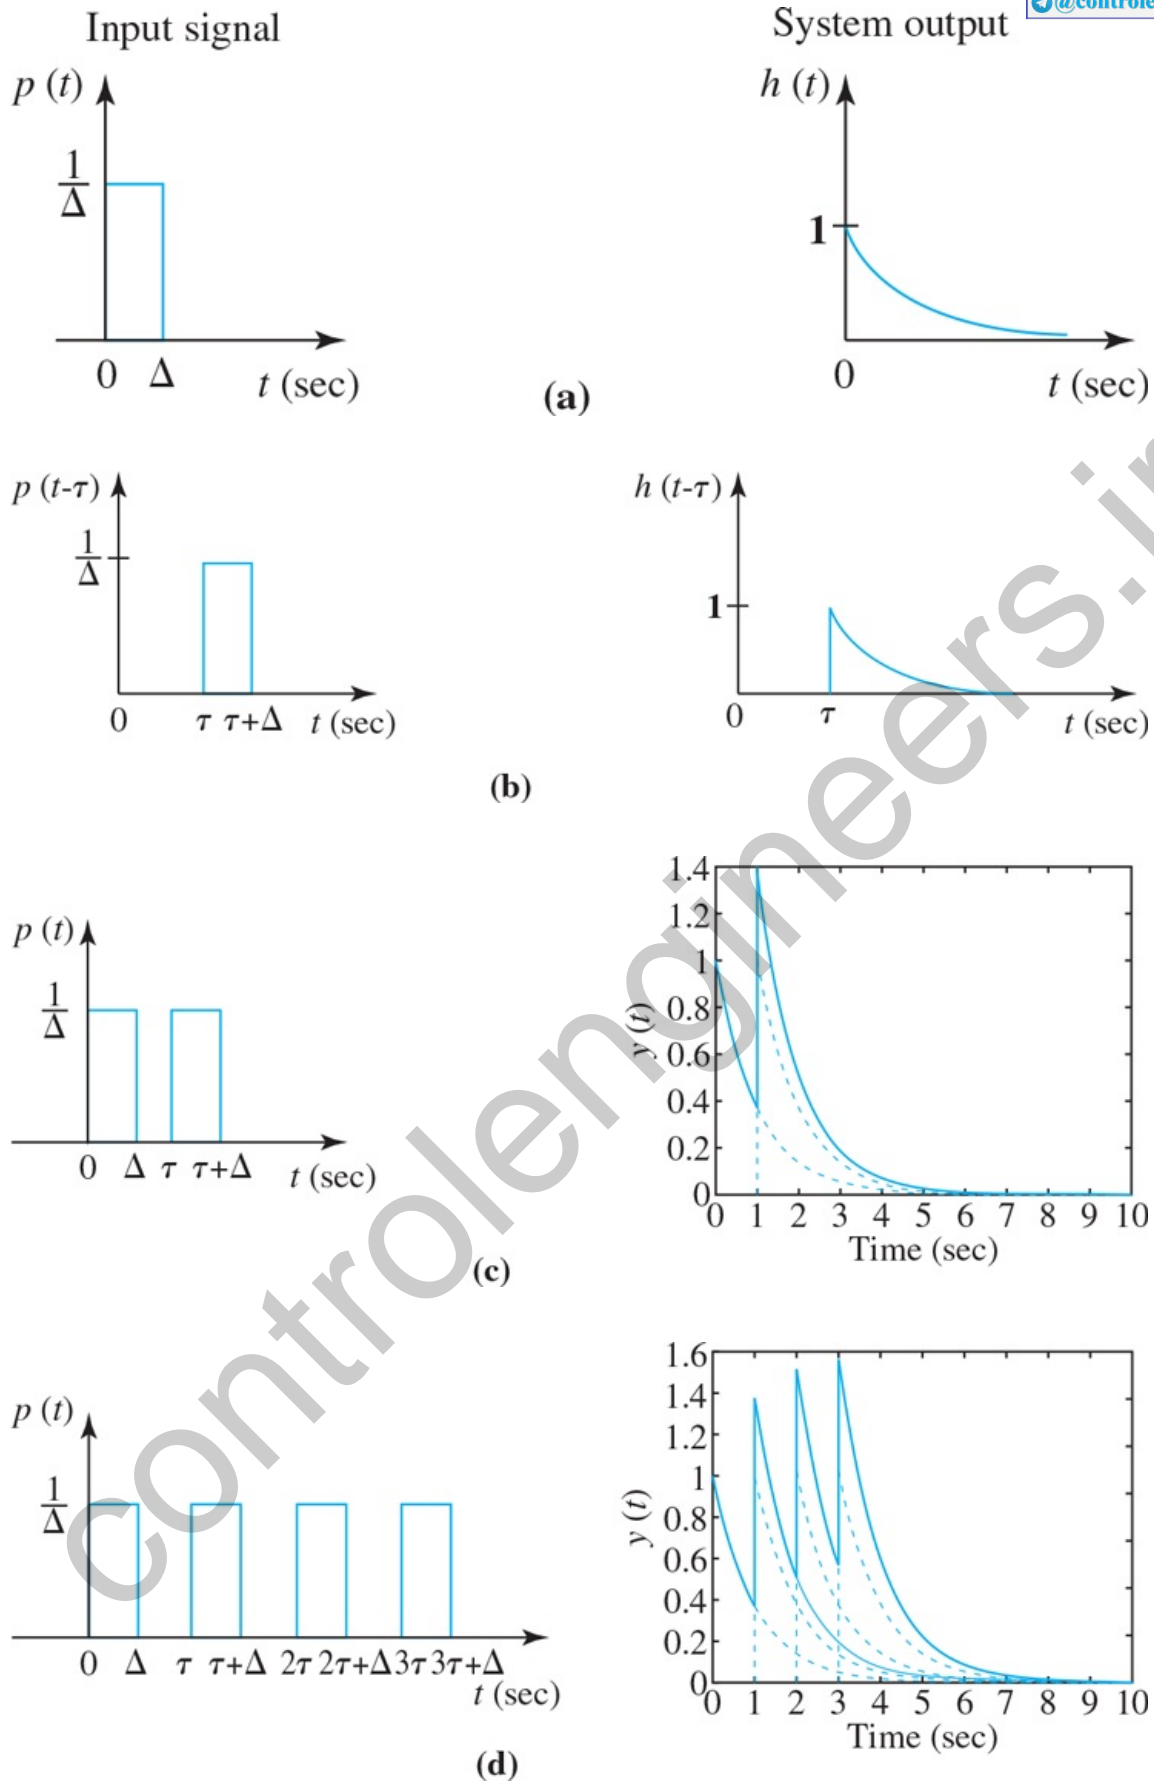 Input signal
System output
p (t)
1
Δ
0 Δ t (sec)
h (t)
1
0 t (sec)
(a)
p (t-τ)
1
Δ
0 τ τ+Δ t (sec)
h (t-τ)
1
0 τ t (sec)
(b)
p (t)
1
Δ
0 Δ τ τ+Δ t (sec)
y (t)
1.4
1.2
1
0.8
0.6
0.4
0.2
0
0 1 2 3 4 5 6 7 8 9 10
Time (sec)
(c)
p (t)
1
Δ
0 Δ τ τ+Δ 2τ 2τ+Δ 3τ 3τ+Δ
t (sec)
y (t)
1.6
1.4
1.2
1
0.8
0.6
0.4
0.2
0
0 1 2 3 4 5 6 7 8 9 10
Time (sec)
(d)